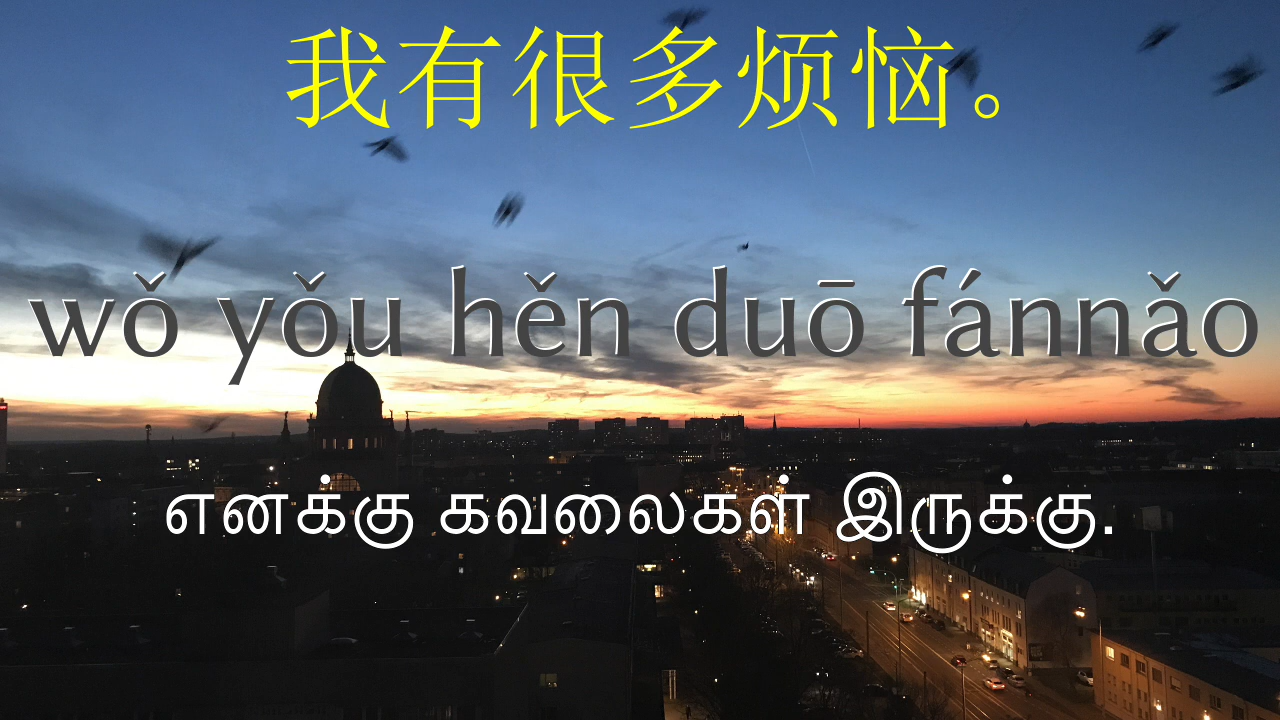 我有很多烦恼。
wǒ yǒu hěn duō fánnǎo
எனக்கு கவலைகள் இருக்கு.